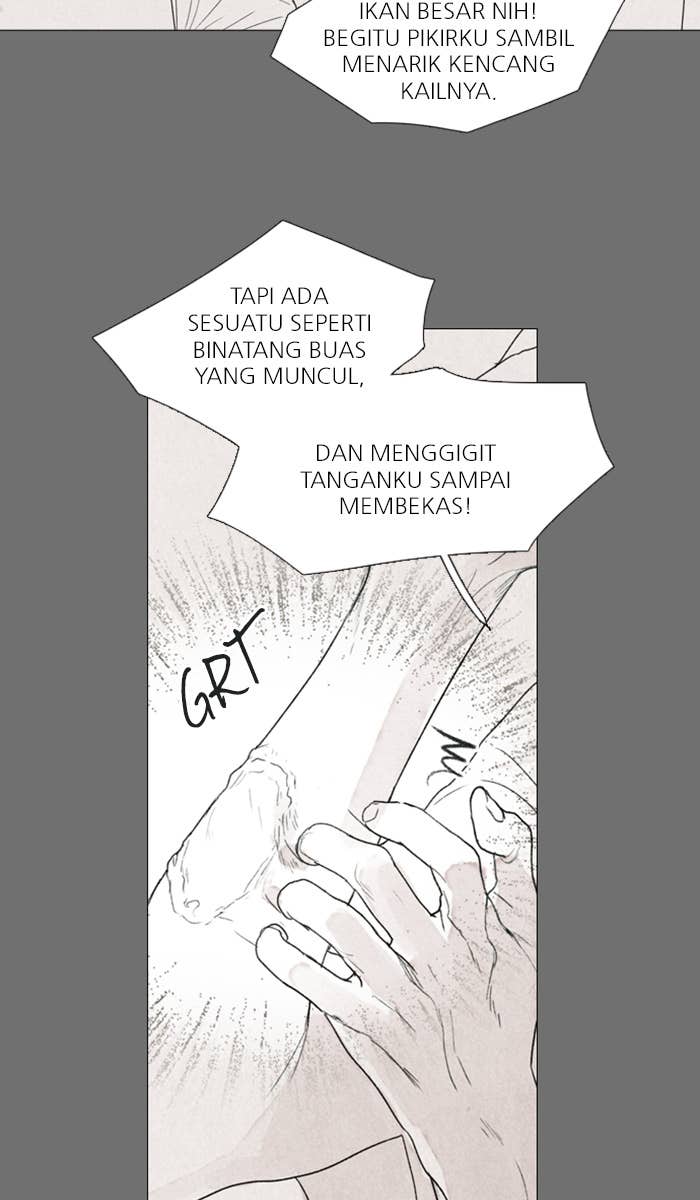 IKAN BESAR NIH!
BEGITU PIKIRKU SAMBIL
MENARIK KENCANG
KAILNYA.
TAPI ADA
SESUATU SEPERTI
BINATANG BUAS
YANG MUNCUL,
DAN MENGGIGIT
TANGANKU SAMPAI
MEMBEKAS!
GRT